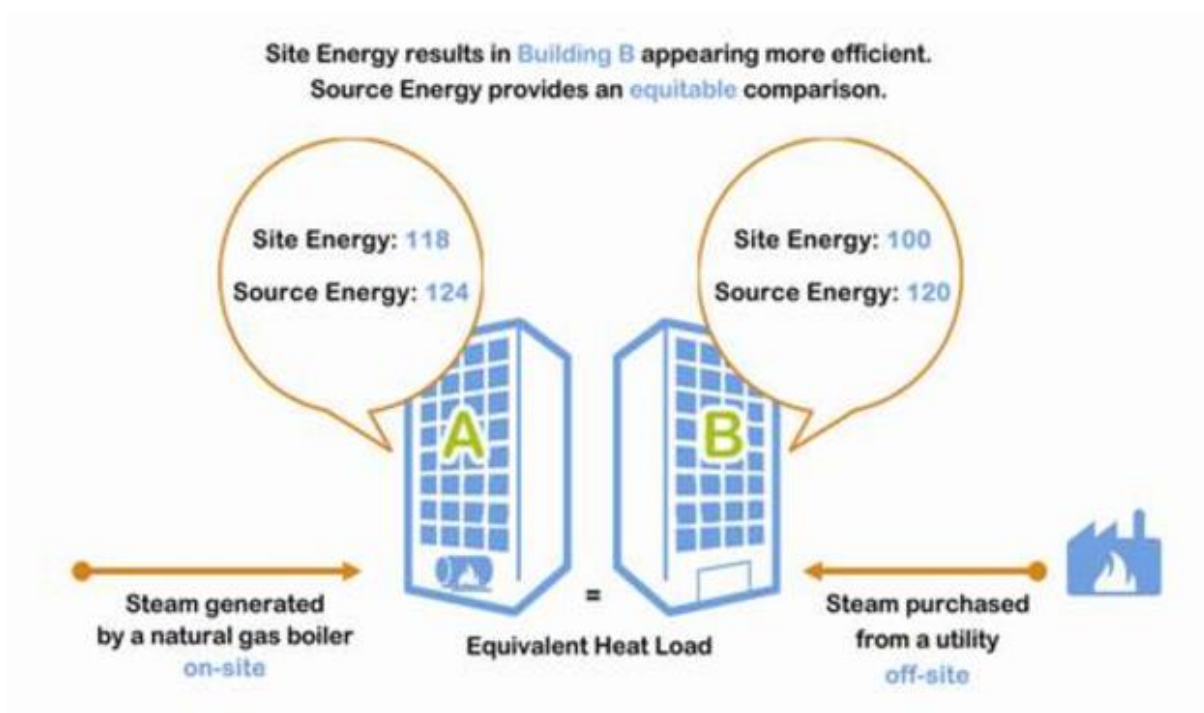 Site Energy results in Building B appearing more efficient.
Source Energy provides an equitable comparison.
Site Energy: 118
Source Energy: 124
Site Energy: 100
Source Energy: 120
A
B
Steam generated
by a natural gas boiler
on-site
=
Equivalent Heat Load
Steam purchased
from a utility
off-site